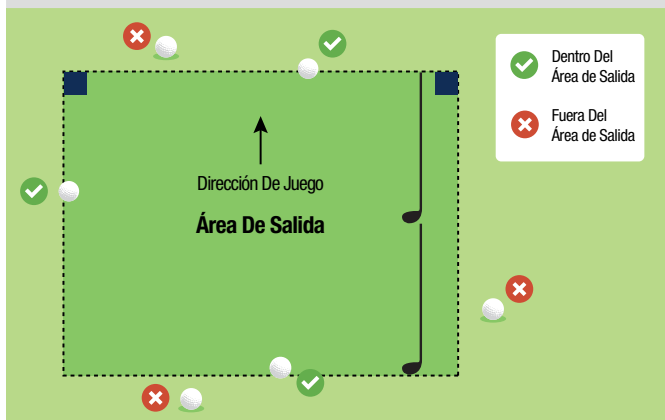 Dentro Del
Área de Salida
Fuera Del
Área de Salida
Dirección De Juego
Área De Salida